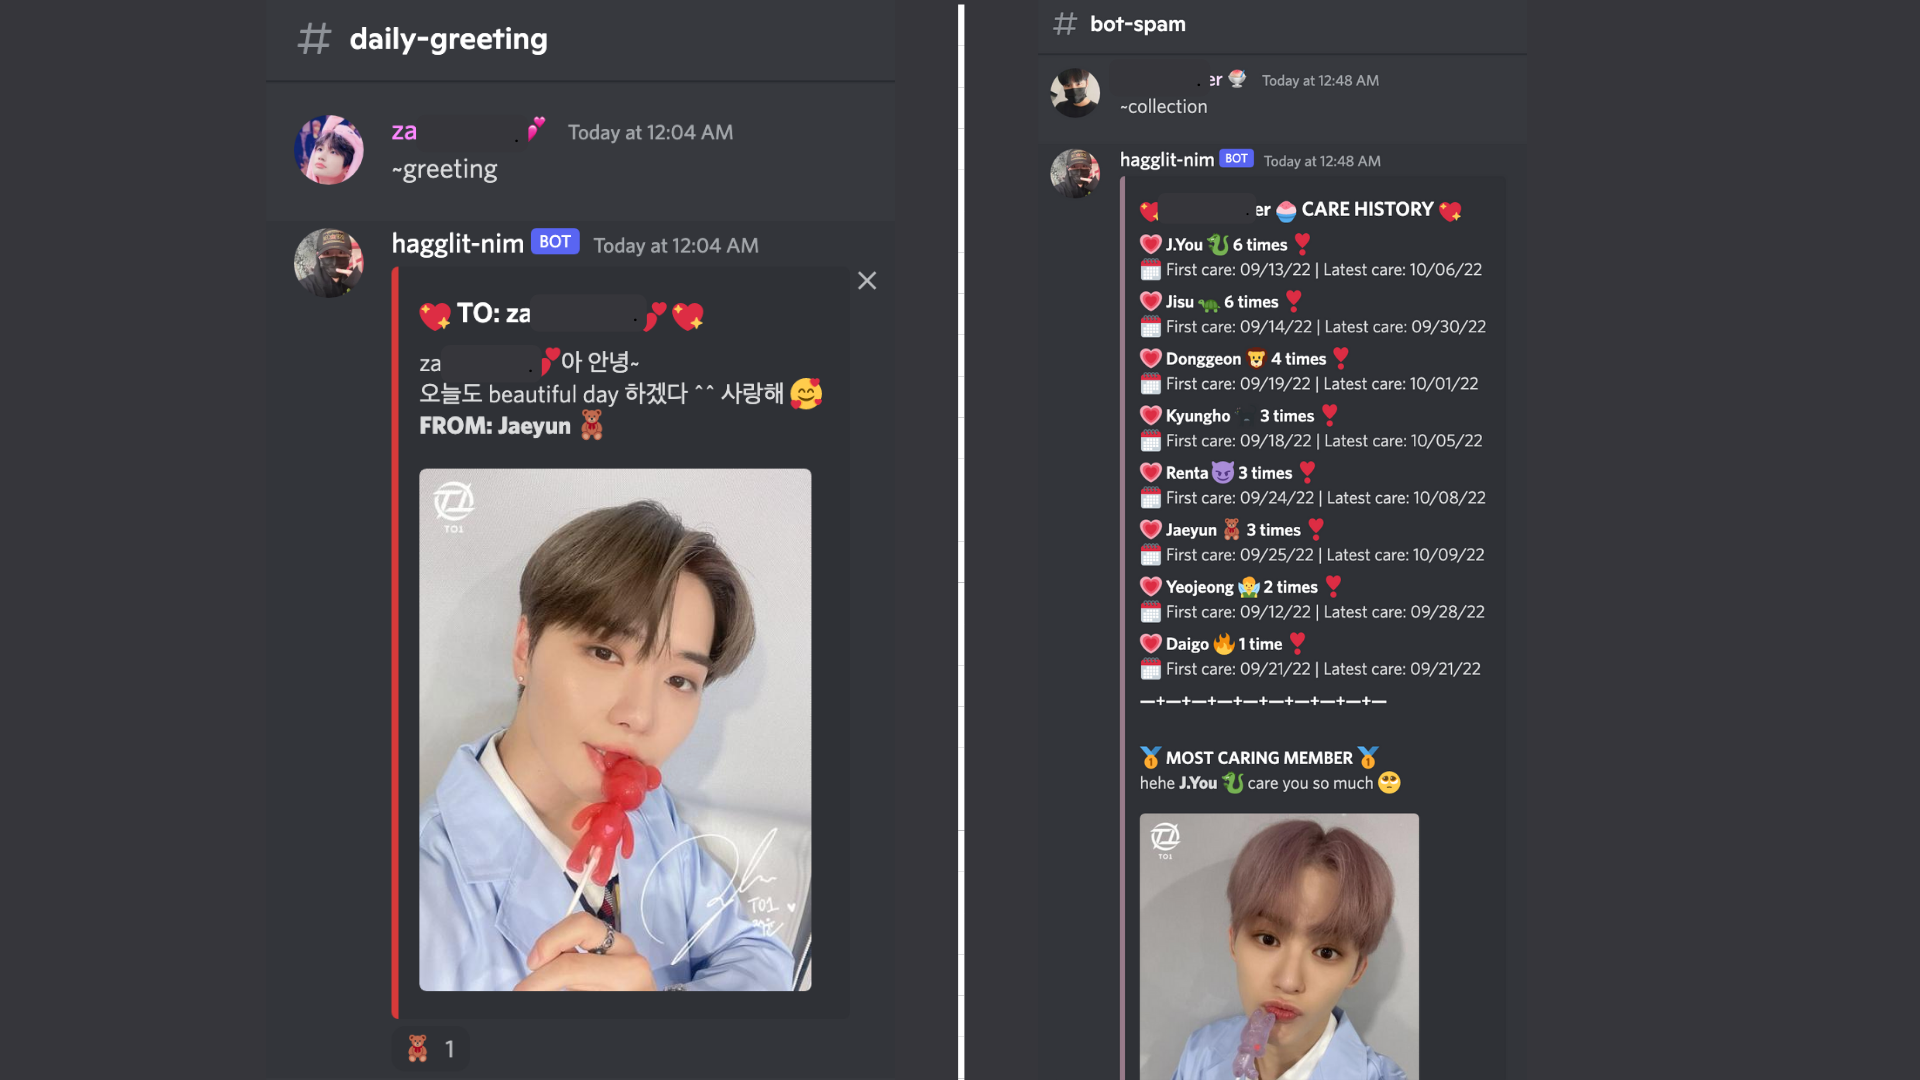 # daily-greeting
za . 💕 Today at 12:04 AM
~greeting
hagglit-nim BOT Today at 12:04 AM
💖 TO: za . 💕 💖
za . 💕아 안녕~
오늘도 beautiful day 하겠다 ^^ 사랑해 🥰
FROM: Jaeyun 🧸
TO1
TO1
재윤
🧸 1
# bot-spam
er 🍧 Today at 12:48 AM
~collection
hagglit-nim BOT Today at 12:48 AM
💖 er 🍧 CARE HISTORY 💖
💗 J.You 🐉 6 times ❣
🗓 First care: 09/13/22 | Latest care: 10/06/22
💗 Jisu 🐢 6 times ❣
🗓 First care: 09/14/22 | Latest care: 09/30/22
💗 Donggeon 🦁 4 times ❣
🗓 First care: 09/19/22 | Latest care: 10/01/22
💗 Kyungho 3 times ❣
🗓 First care: 09/18/22 | Latest care: 10/05/22
💗 Renta 😈 3 times ❣
🗓 First care: 09/24/22 | Latest care: 10/08/22
💗 Jaeyun 🧸 3 times ❣
🗓 First care: 09/25/22 | Latest care: 10/09/22
💗 Yeojeong 🧚‍♂️ 2 times ❣
🗓 First care: 09/12/22 | Latest care: 09/28/22
💗 Daigo 🔥 1 time ❣
🗓 First care: 09/21/22 | Latest care: 09/21/22
—+—+—+—+—+—+—+—+—+—
🏅 MOST CARING MEMBER 🏅
hehe J.You 🐉 care you so much 🥺
TO1